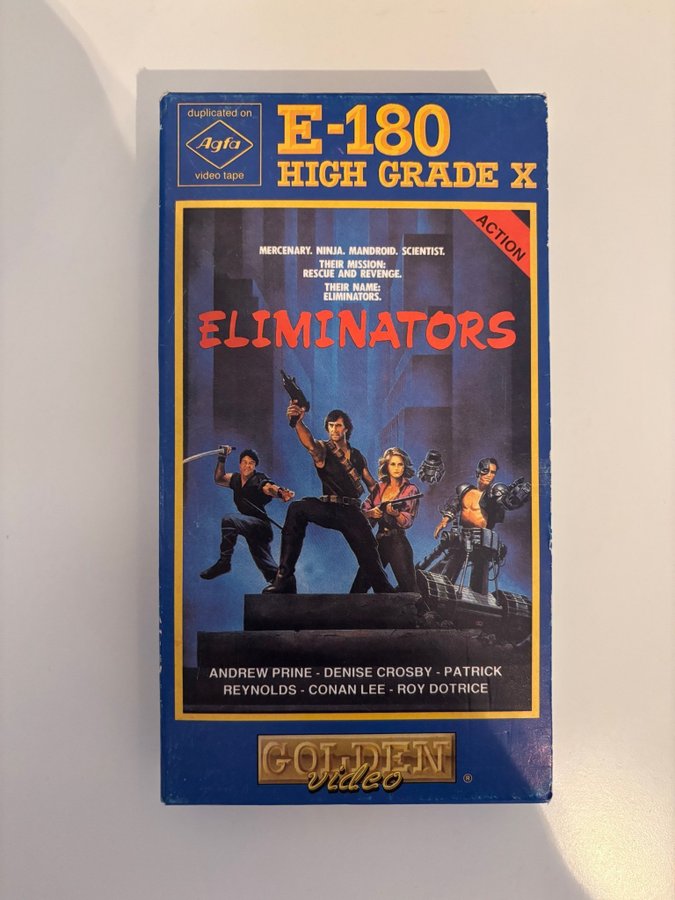 duplicated on
Agfa
video tape
E-180
HIGH GRADE X
ACTION
MERCENARY. NINJA. MANDROID. SCIENTIST.
THEIR MISSION:
RESCUE AND REVENGE.
THEIR NAME:
ELIMINATORS.
ELIMINATORS
ANDREW PRINE - DENISE CROSBY - PATRICK
REYNOLDS - CONAN LEE - ROY DOTRICE
GOLDEN
video ®